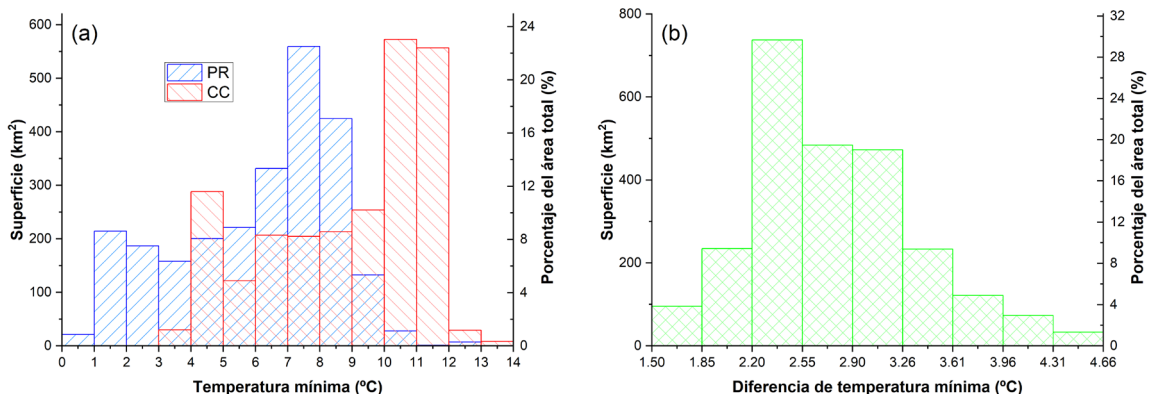 (a)
PR
CC
Superficie (km²)
600
500
400
300
200
100
0
Porcentaje del área total (%)
24
20
16
12
8
4
0
0 1 2 3 4 5 6 7 8 9 10 11 12 13 14
Temperatura mínima (ºC)
(b)
Superficie (km²)
800
600
400
200
0
Porcentaje del área total (%)
32
28
24
20
16
12
8
4
0
1.50 1.85 2.20 2.55 2.90 3.26 3.61 3.96 4.31 4.66
Diferencia de temperatura mínima (ºC)